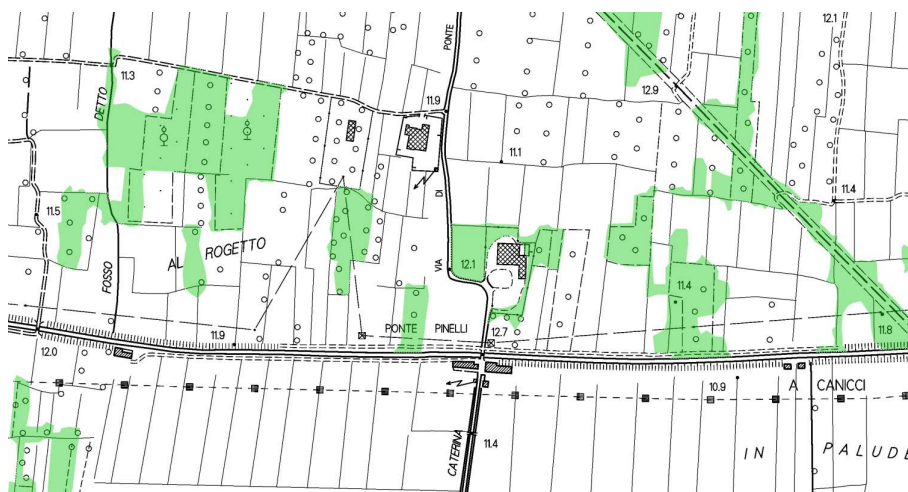 12.1
PONTE
11.3
12.9
11.9
DETTO
11.1
DI
11.4
11.5
AL ROGETTO
VIA
12.1
FOSSO
11.4
11.9
PONTE PINELLI
12.7
11.8
12.0
10.9
A CANICCI
CATERINA
11.4
IN PALUDE